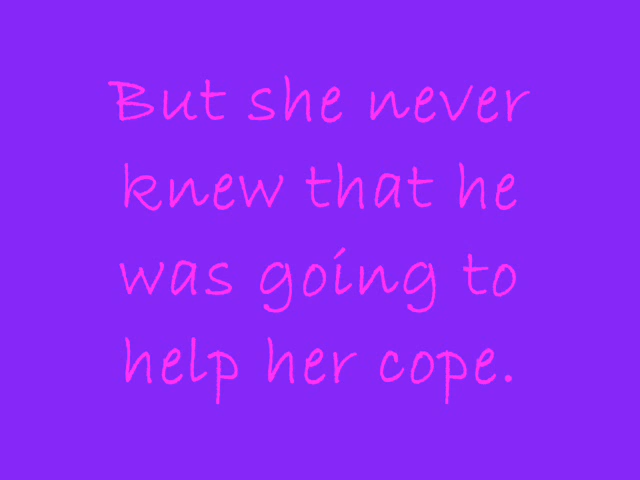 But she never
knew that he
was going to
help her cope.